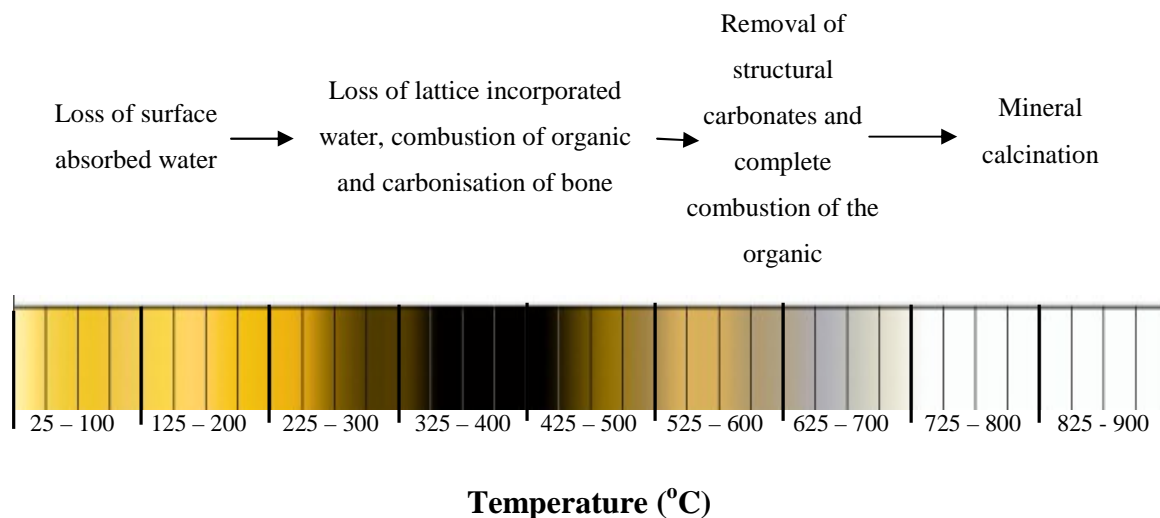 Loss of surface
absorbed water
Loss of lattice incorporated
water, combustion of organic
and carbonisation of bone
Removal of
structural
carbonates and
complete
combustion of the
organic
Mineral
calcination
25 – 100
125 – 200
225 – 300
325 – 400
425 – 500
525 – 600
625 – 700
725 – 800
825 - 900
Temperature (°C)